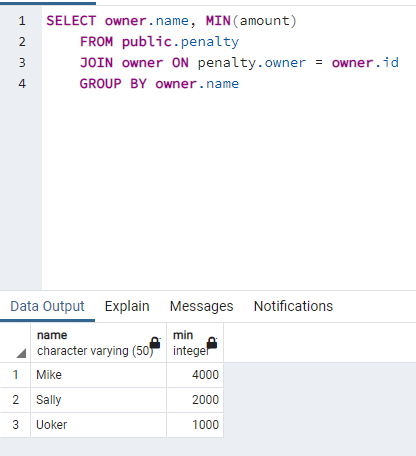 1 SELECT owner.name, MIN(amount)
2 FROM public.penalty
3 JOIN owner ON penalty.owner = owner.id
4 GROUP BY owner.name
Data Output Explain Messages Notifications
name min
character varying (50) integer
1 Mike 4000
2 Sally 2000
3 Uoker 1000